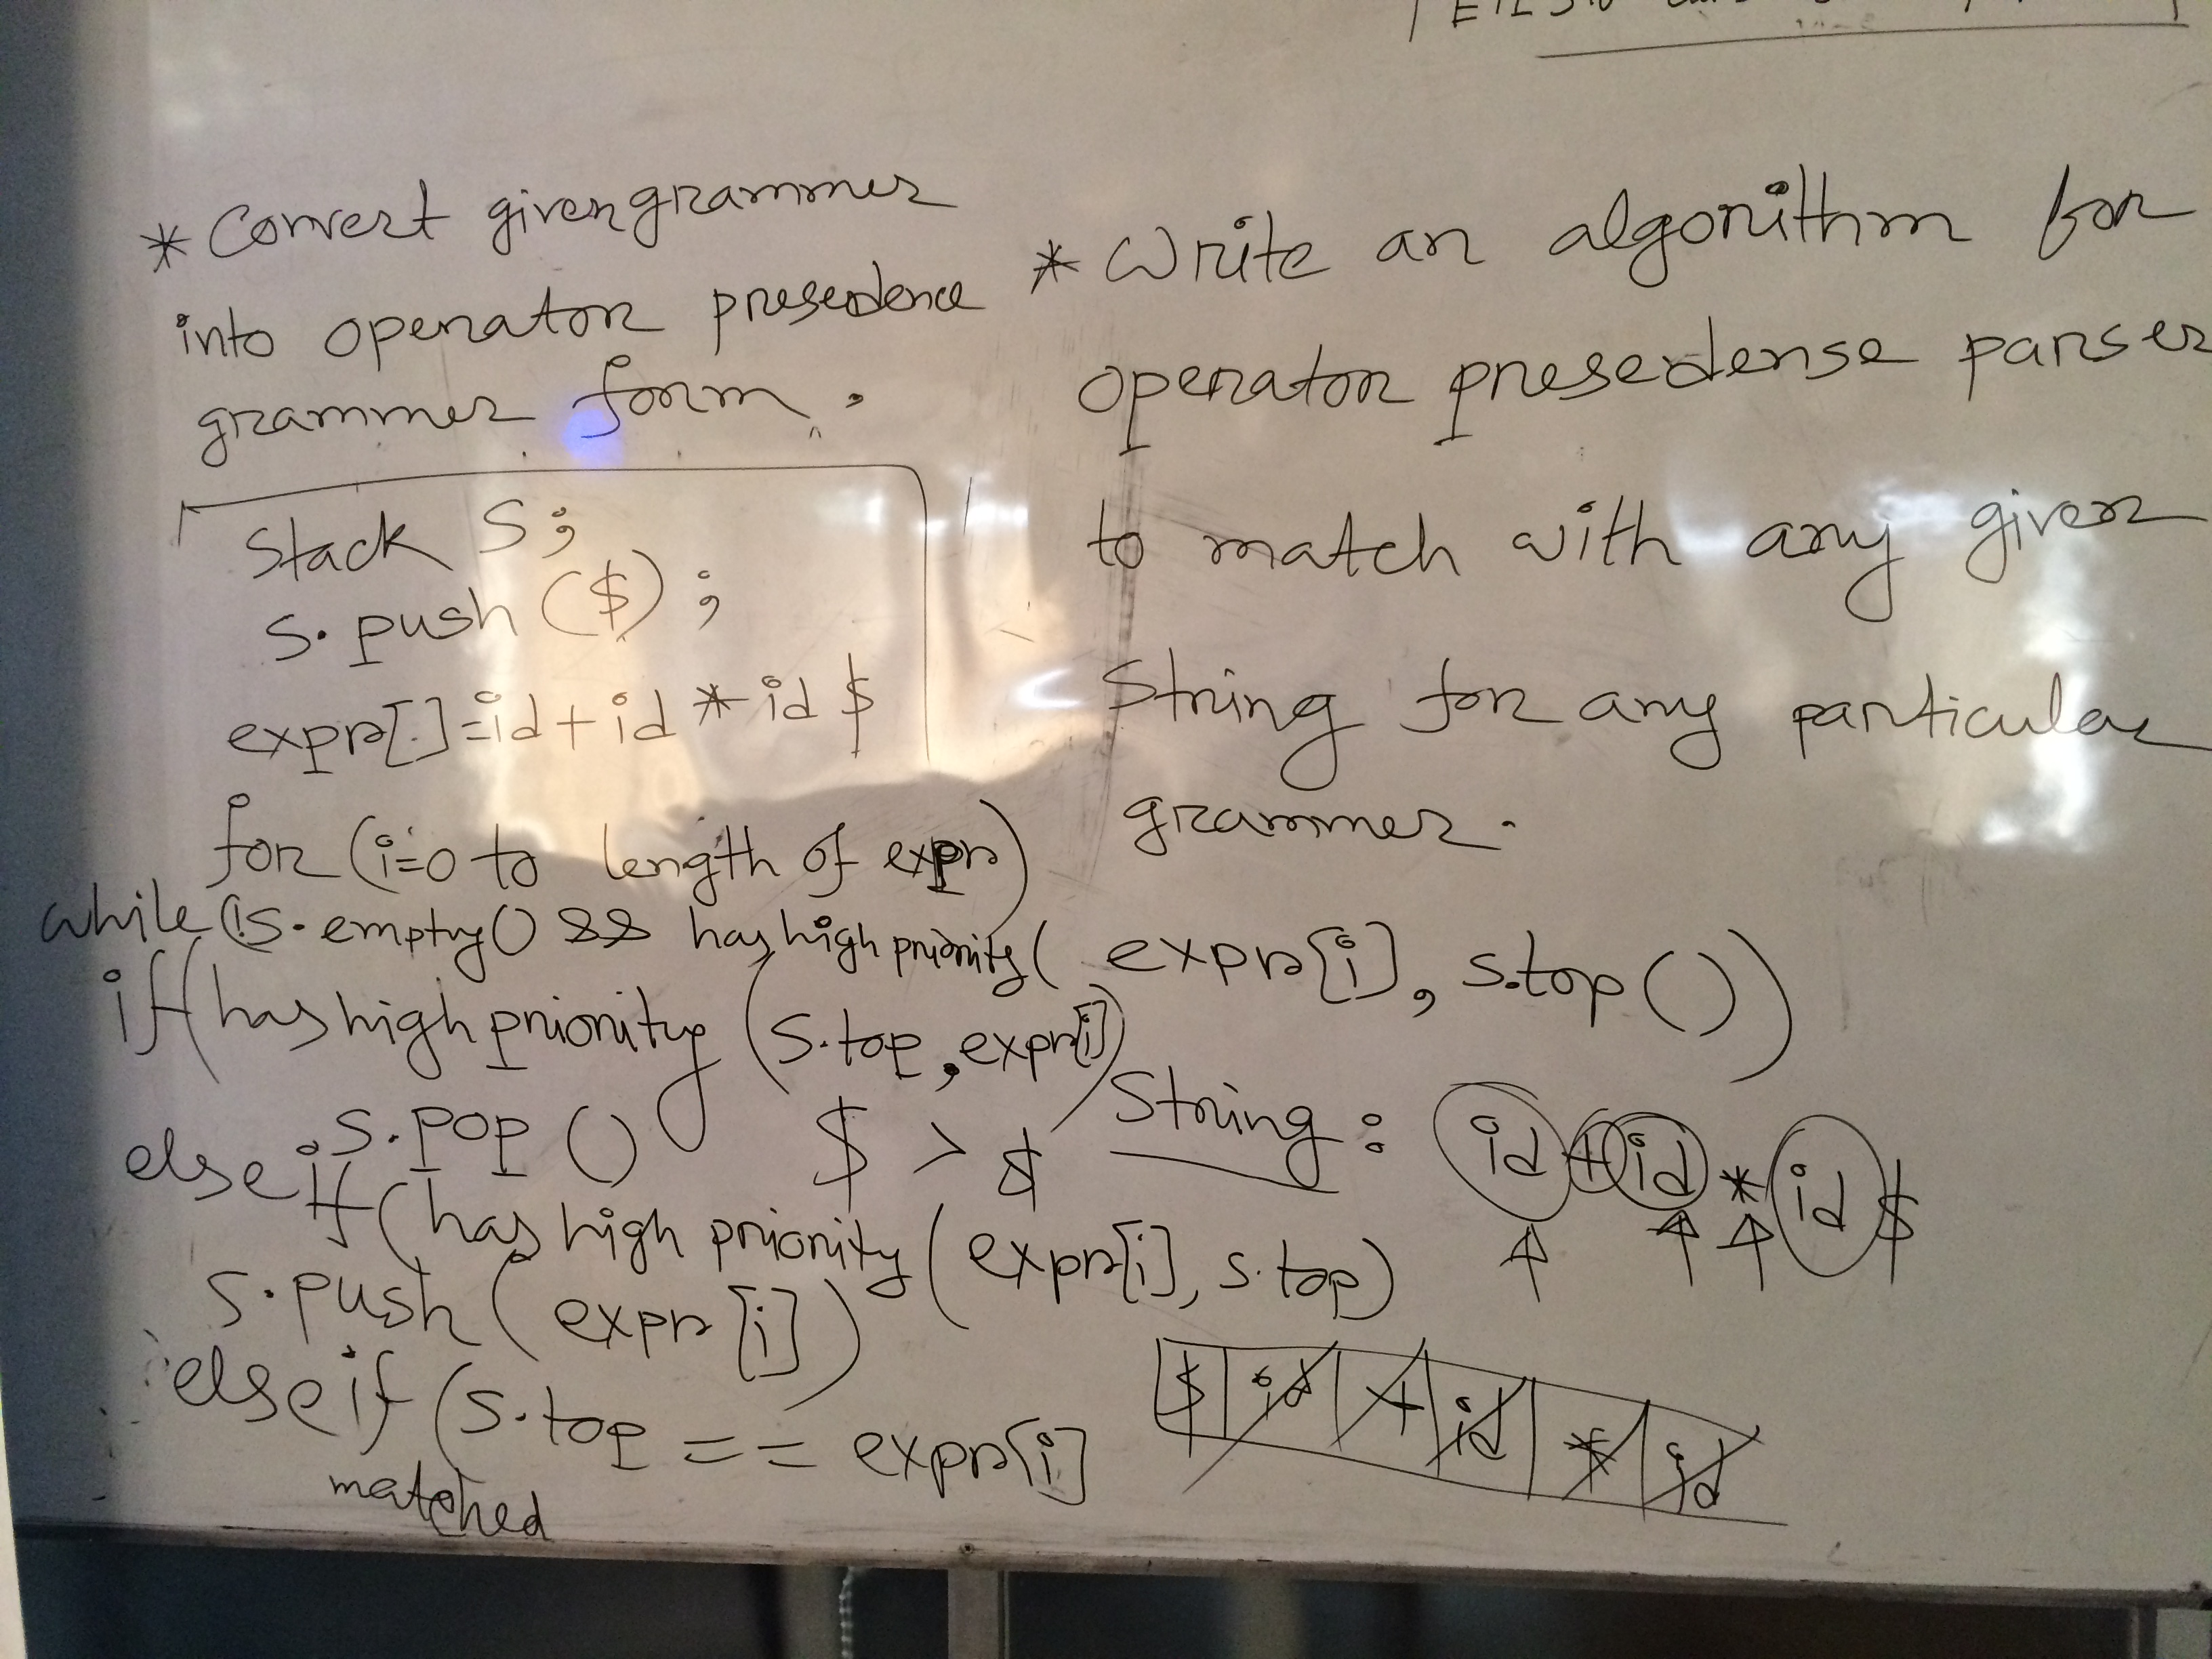 * Convert given grammer
into operator presedence
grammer form.
Stack S;
S.push($);
expr[]=id+id*id$
for (i=0 to length of expr)
while (!s.empty() && has high priority( expr[i], s.top())
if(has high priority (s.top, expr[i])
s.pop()
$ > $
else if (has high priority (expr[i], s.top)
s.push(expr[i])
else if (s.top == expr[i]
matched
* Write an algorithm for
operator presedense parser
to match with any given
String for any particular
grammer.
String: id + id * id $
$ id + id * id